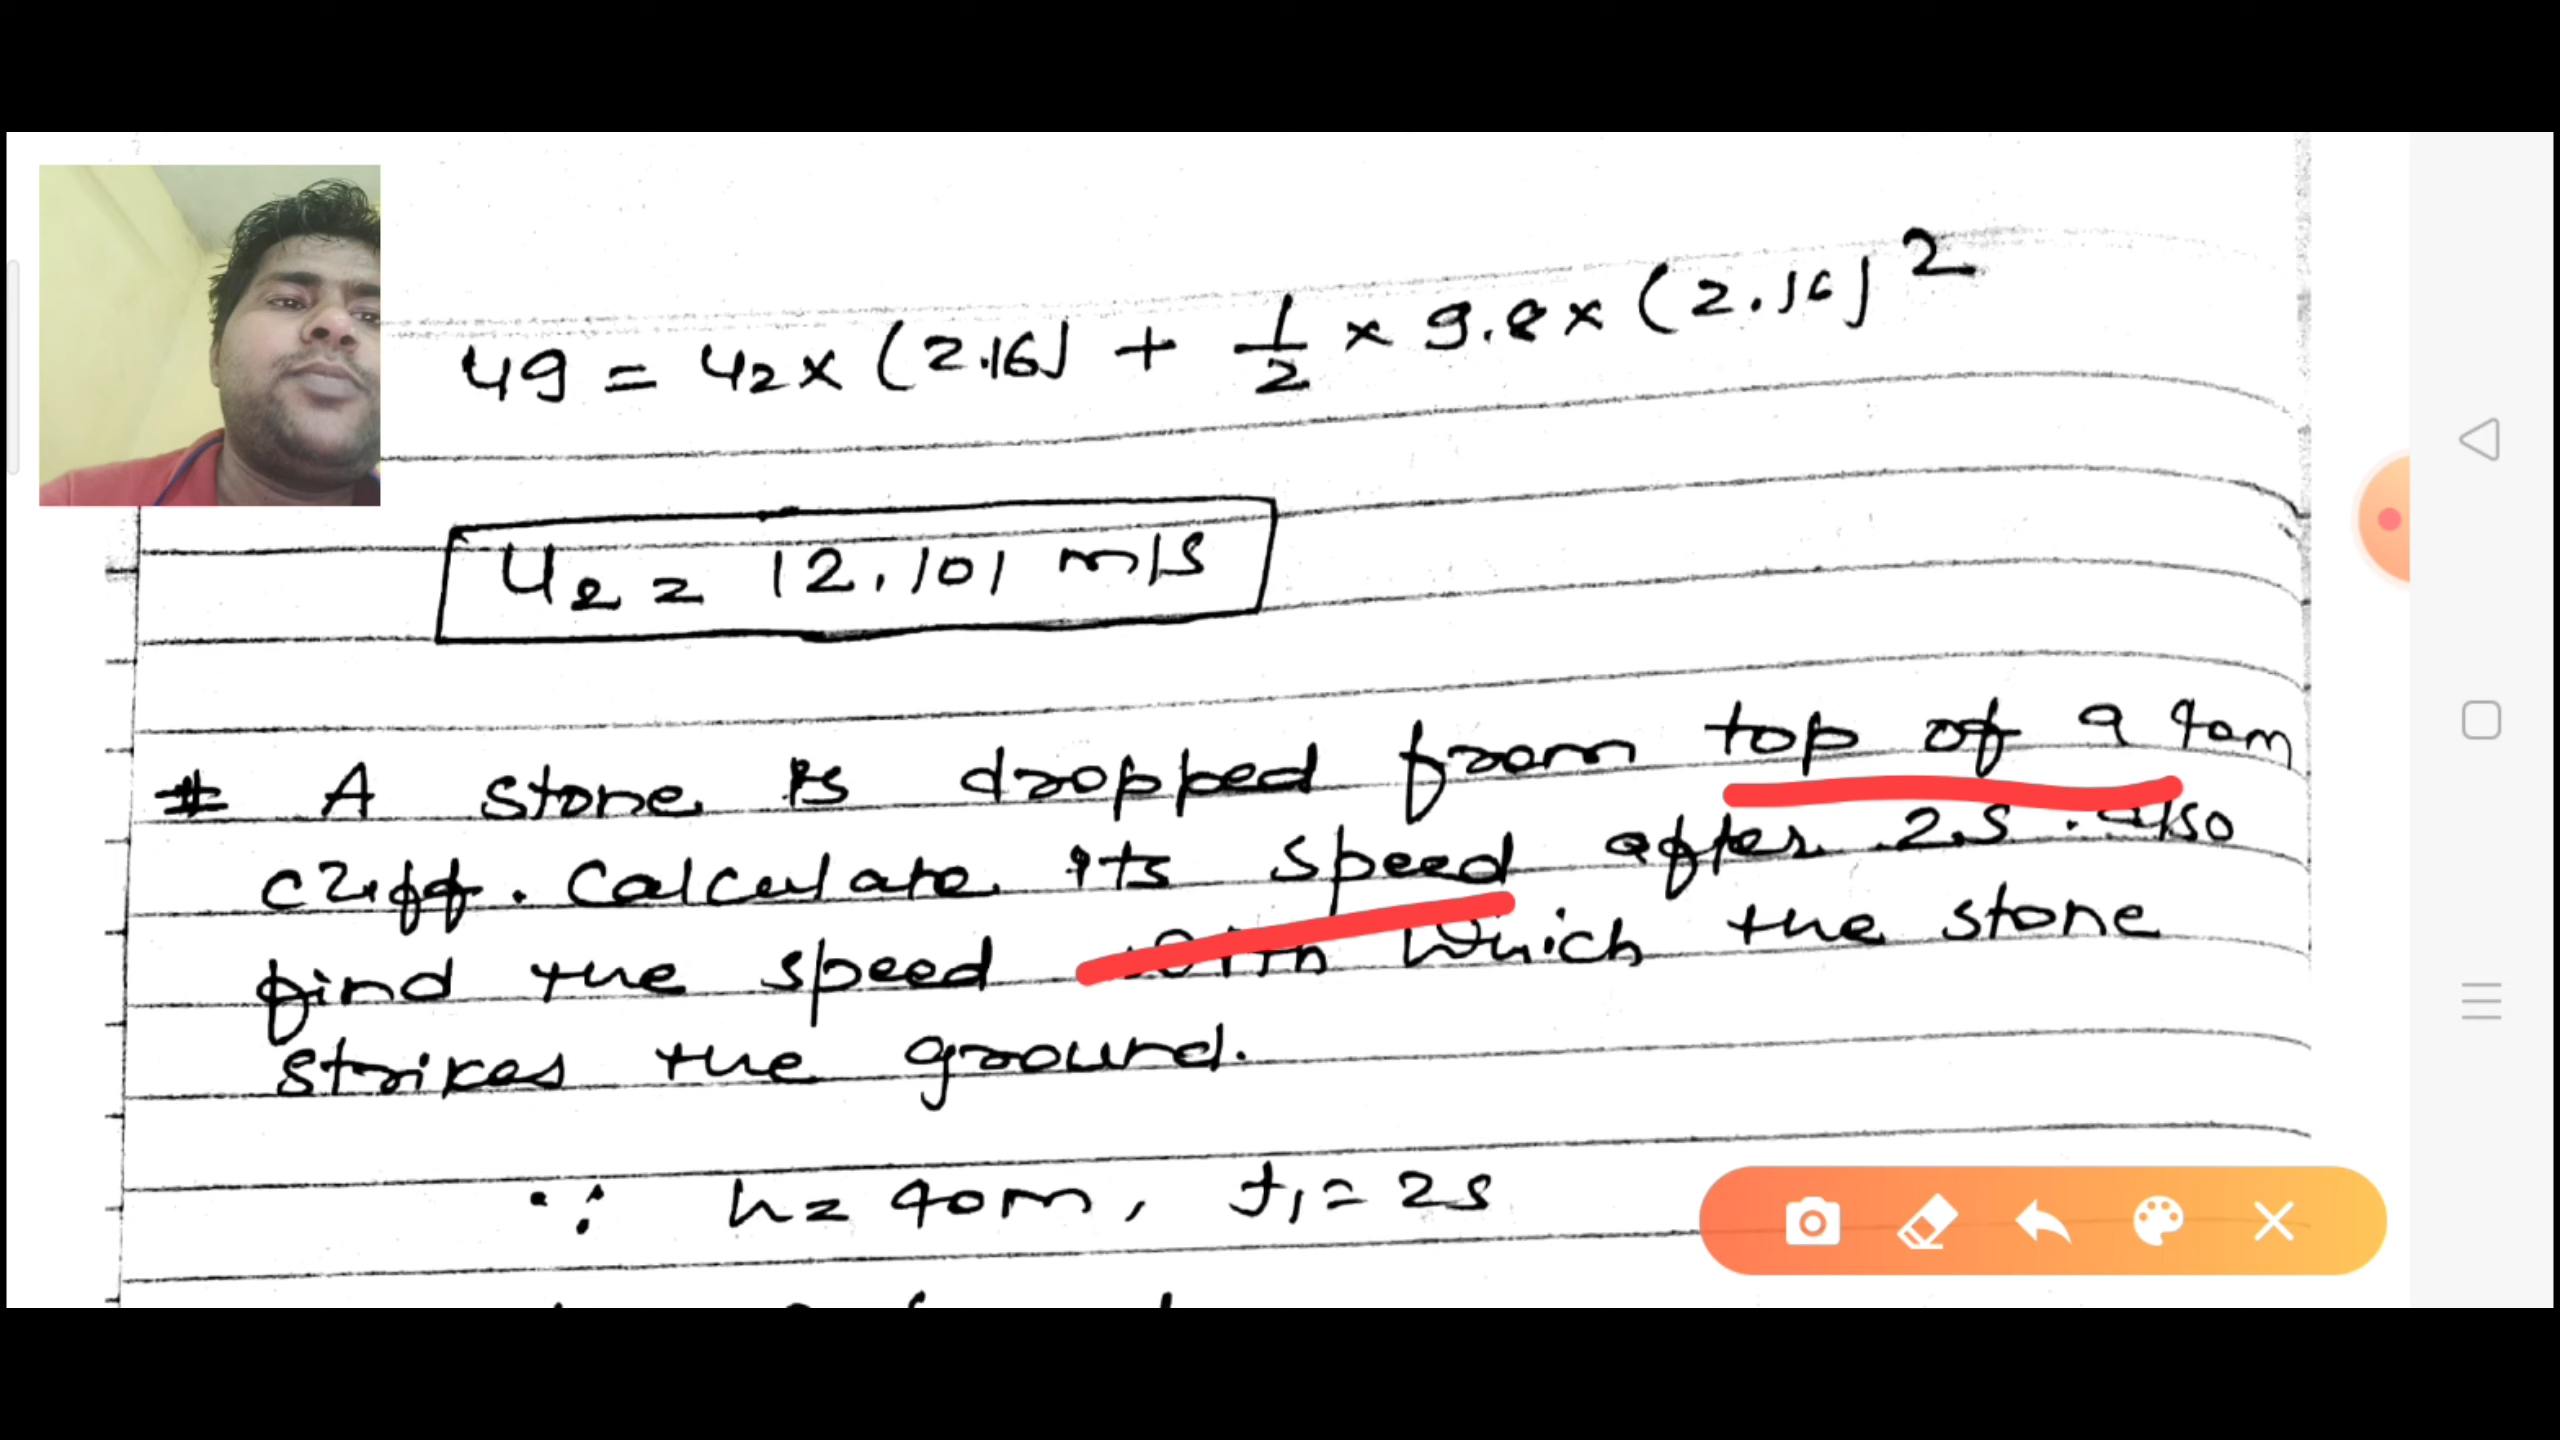 49 = u₂ × (2.16) + 1/2 × 9.8 × (2.16)²
u₂ = 12.101 m/s
# A stone is dropped from top of a 40m
cliff. Calculate its speed after 2s. also
find the speed with which the stone
strikes the ground.
∵ h = 40m, t₁ = 2s